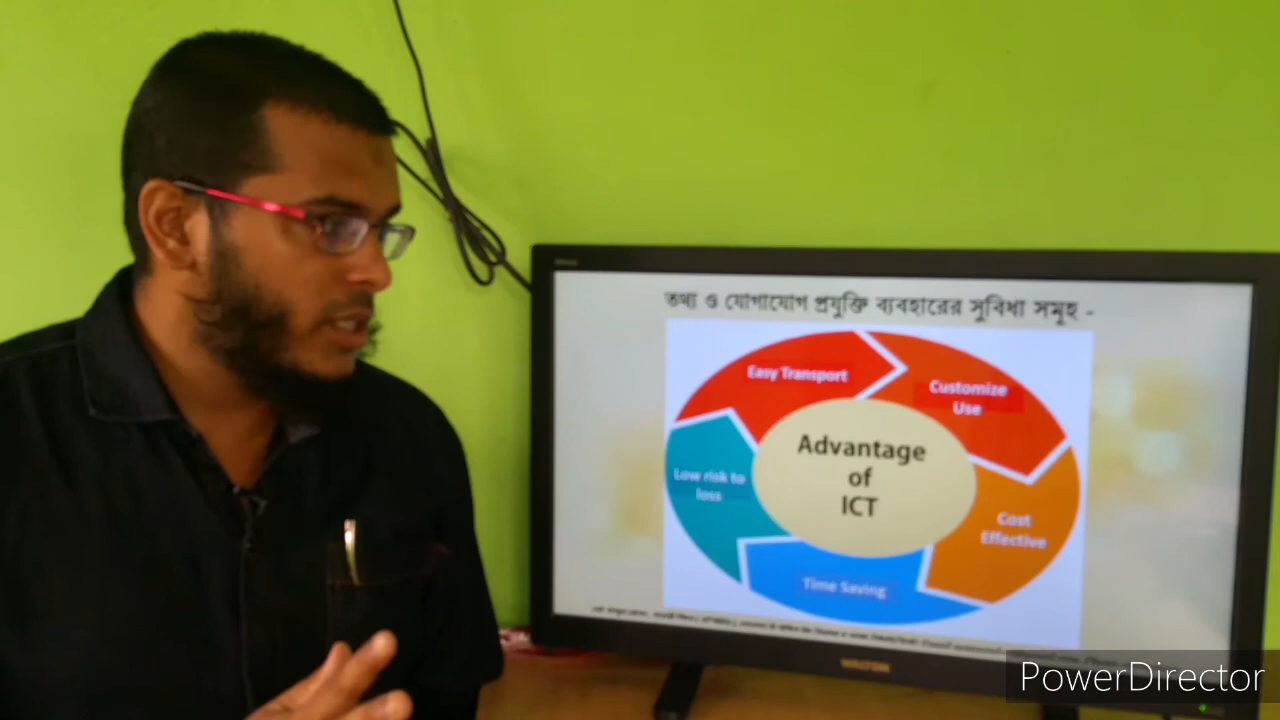 তথ্য ও যোগাযোগ প্রযুক্তি ব্যবহারের সুবিধা সমূহ -
Easy Transport
Customize
Use
Advantage
of
ICT
Low risk to
loss
Cost
Effective
Time Saving
WALTON
PowerDirector